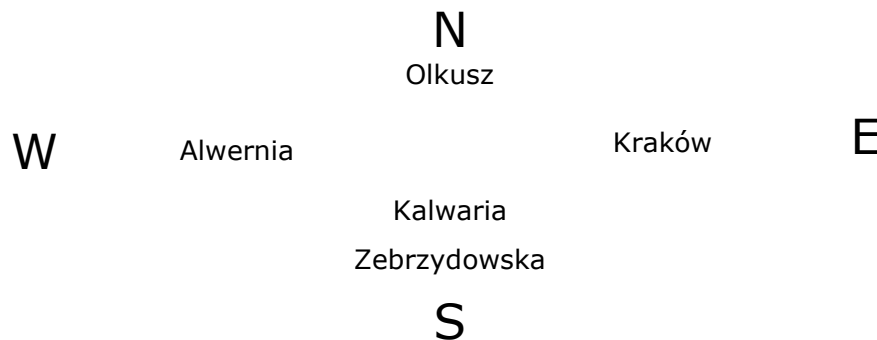 N
Olkusz
W
Alwernia
Kraków
E
Kalwaria
Zebrzydowska
S